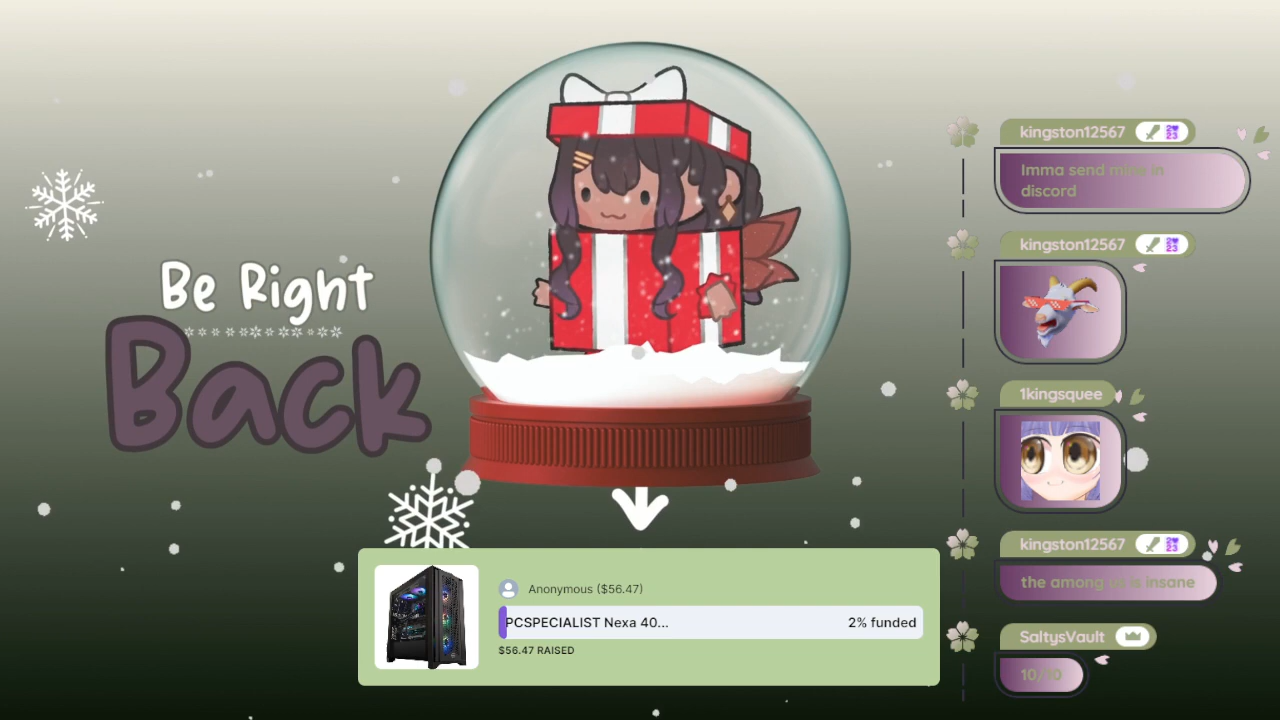 Be Right
Back
Anonymous ($56.47)
PCSPECIALIST Nexa 40...
2% funded
$56.47 RAISED
kingston12567
Imma send mine in
discord
kingston12567
1kingsquee
kingston12567
the among us is insane
SaltysVault
10/10